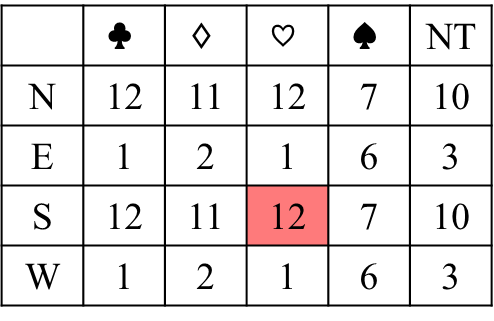 ♣ ♢ ♡ ♠ NT
N 12 11 12 7 10
E 1 2 1 6 3
S 12 11 12 7 10
W 1 2 1 6 3